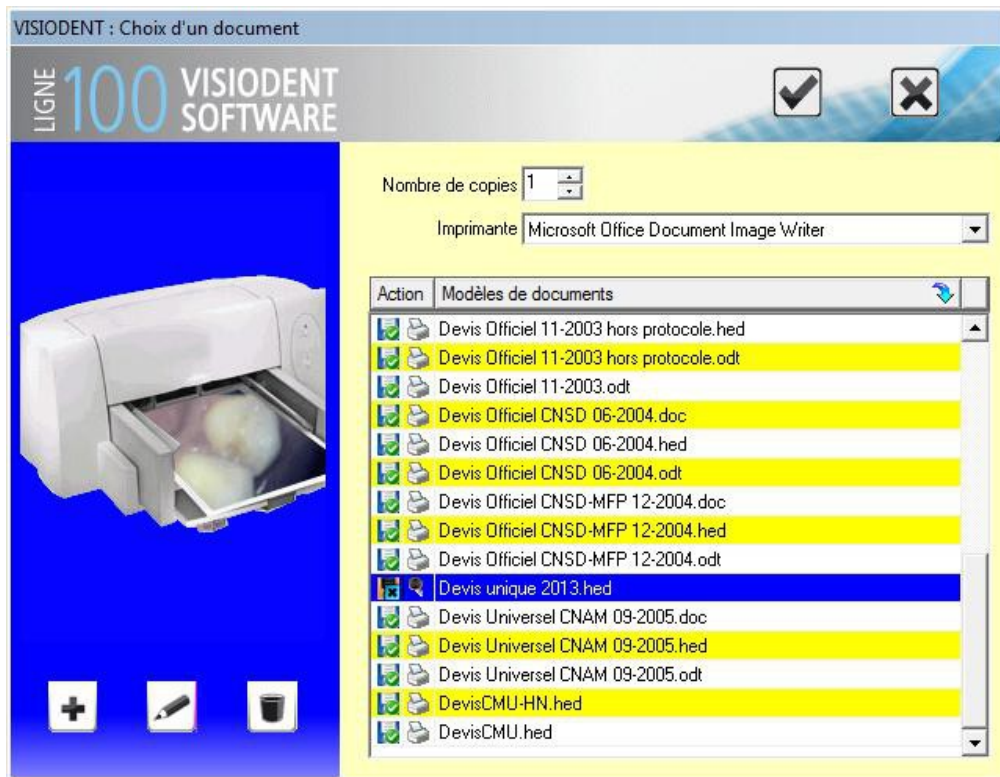 VISIODENT : Choix d'un document
LIGNE 100 VISIODENT SOFTWARE
Nombre de copies 1
Imprimante Microsoft Office Document Image Writer
Action Modèles de documents
Devis Officiel 11-2003 hors protocole.hed
Devis Officiel 11-2003 hors protocole.odt
Devis Officiel 11-2003.odt
Devis Officiel CNSD 06-2004.doc
Devis Officiel CNSD 06-2004.hed
Devis Officiel CNSD 06-2004.odt
Devis Officiel CNSD-MFP 12-2004.doc
Devis Officiel CNSD-MFP 12-2004.hed
Devis Officiel CNSD-MFP 12-2004.odt
Devis unique 2013.hed
Devis Universel CNAM 09-2005.doc
Devis Universel CNAM 09-2005.hed
Devis Universel CNAM 09-2005.odt
DevisCMU-HN.hed
DevisCMU.hed